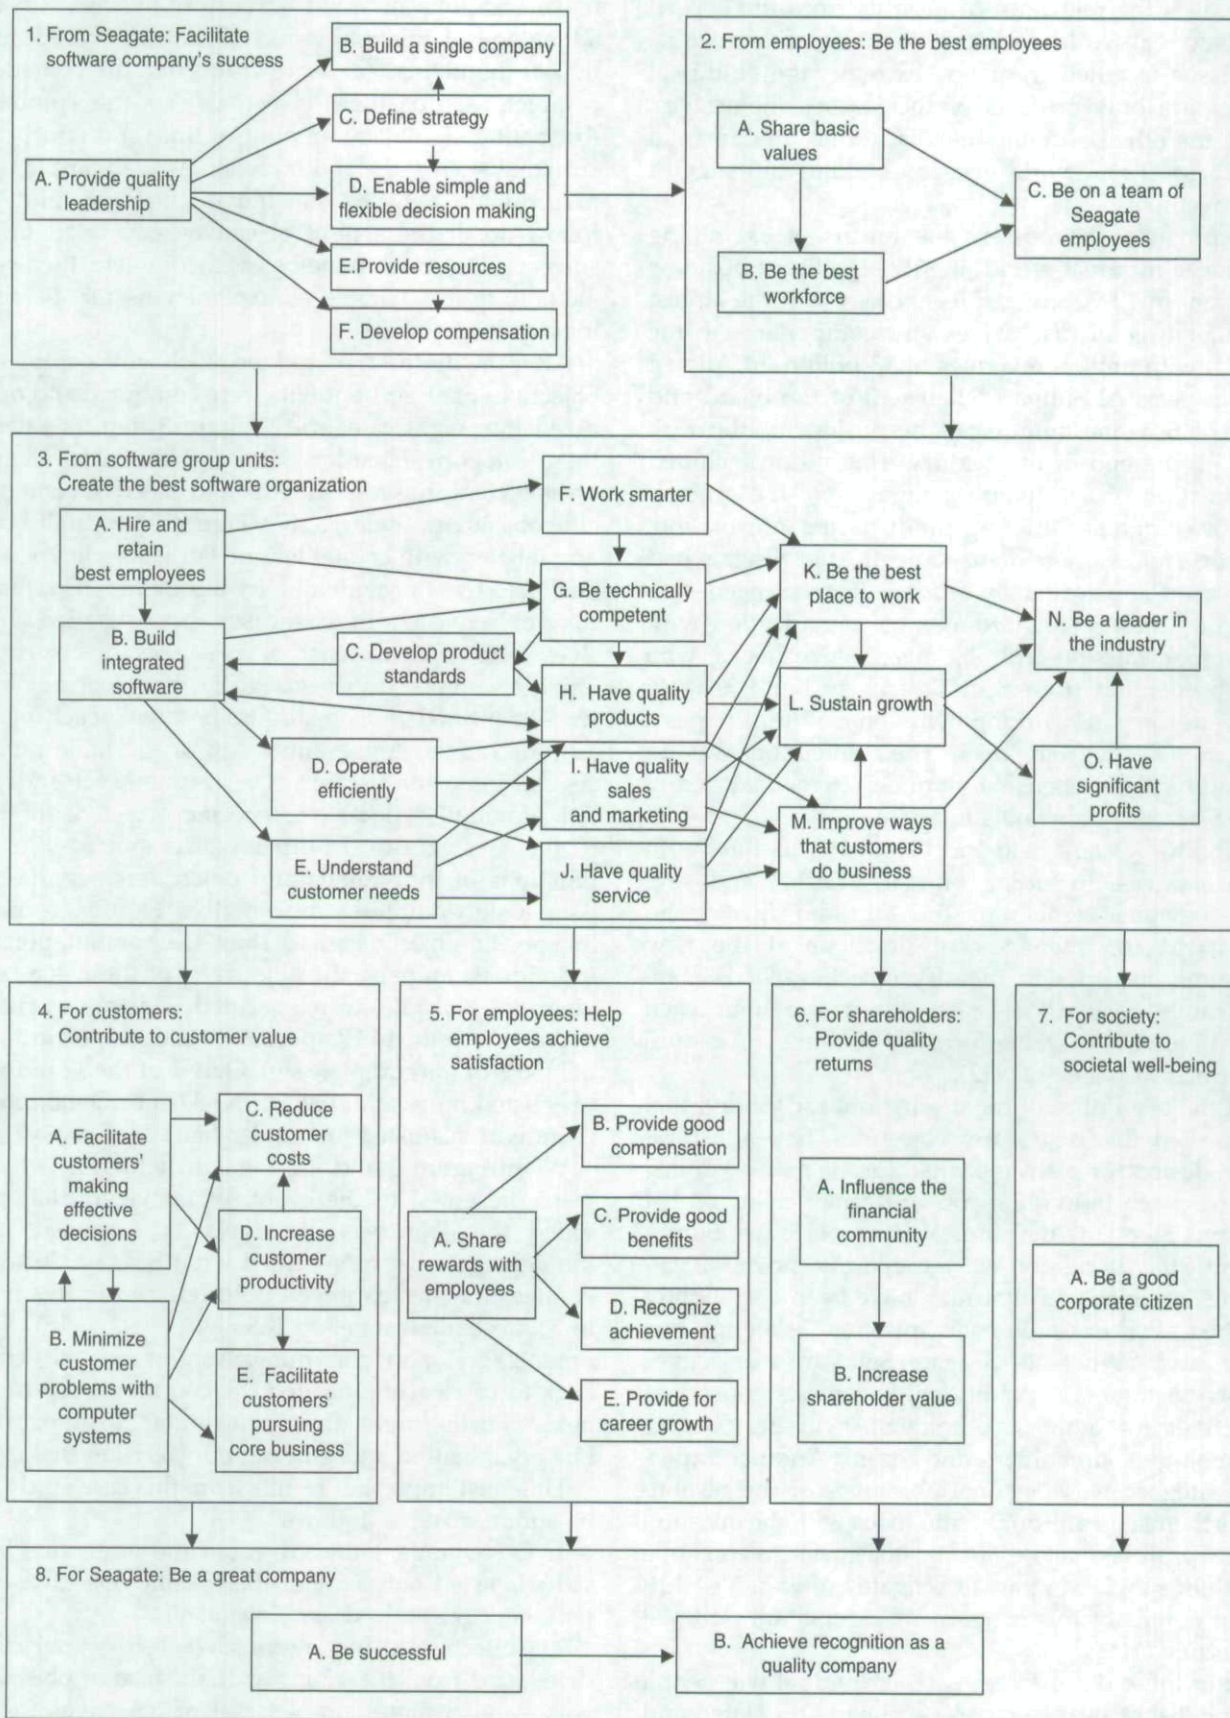 1. From Seagate: Facilitate
software company's success
A. Provide quality
leadership
B. Build a single company
C. Define strategy
D. Enable simple and
flexible decision making
E.Provide resources
F. Develop compensation
2. From employees: Be the best employees
A. Share basic
values
B. Be the best
workforce
C. Be on a team of
Seagate
employees
3. From software group units:
Create the best software organization
A. Hire and
retain
best employees
B. Build
integrated
software
C. Develop product
standards
D. Operate
efficiently
E. Understand
customer needs
F. Work smarter
G. Be technically
competent
H. Have quality
products
I. Have quality
sales
and marketing
J. Have quality
service
K. Be the best
place to work
L. Sustain growth
M. Improve ways
that customers
do business
N. Be a leader in
the industry
O. Have
significant
profits
4. For customers:
Contribute to customer value
A. Facilitate
customers'
making
effective
decisions
B. Minimize
customer
problems with
computer
systems
C. Reduce
customer
costs
D. Increase
customer
productivity
E. Facilitate
customers'
pursuing
core business
5. For employees: Help
employees achieve
satisfaction
A. Share
rewards with
employees
B. Provide good
compensation
C. Provide good
benefits
D. Recognize
achievement
E. Provide for
career growth
6. For shareholders:
Provide quality
returns
A. Influence the
financial
community
B. Increase
shareholder value
7. For society:
Contribute to
societal well-being
A. Be a good
corporate citizen
8. For Seagate: Be a great company
A. Be successful
B. Achieve recognition as a
quality company